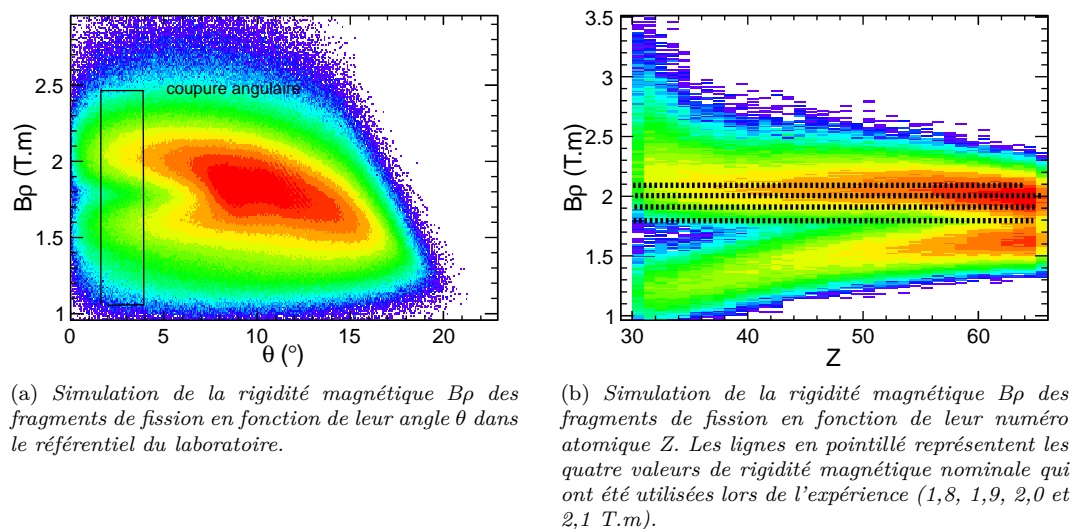 coupure angulaire
2.5
2
1.5
1
Bρ (T.m)
0 5 10 15 20
θ (°)
3.5
3
2.5
2
1.5
1
Bρ (T.m)
30 40 50 60
Z
(a) Simulation de la rigidité magnétique Bρ des
fragments de fission en fonction de leur angle θ dans
le référentiel du laboratoire.
(b) Simulation de la rigidité magnétique Bρ des
fragments de fission en fonction de leur numéro
atomique Z. Les lignes en pointillé représentent les
quatre valeurs de rigidité magnétique nominale qui
ont été utilisées lors de l'expérience (1,8, 1,9, 2,0 et
2,1 T.m).